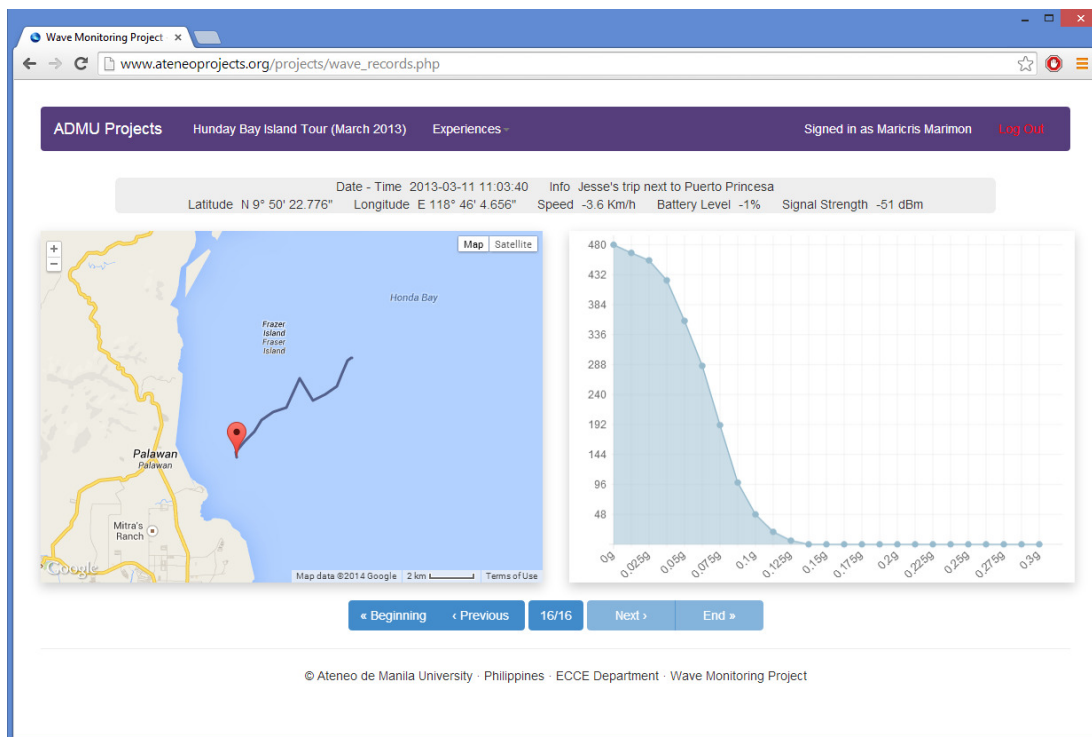 Wave Monitoring Project
www.ateneoprojects.org/projects/wave_records.php
ADMU Projects Hunday Bay Island Tour (March 2013) Experiences Signed in as Maricris Marimon Log Out
Date - Time 2013-03-11 11:03:40 Info Jesse's trip next to Puerto Princesa
Latitude N 9° 50' 22.776" Longitude E 118° 46' 4.656" Speed -3.6 Km/h Battery Level -1% Signal Strength -51 dBm
+
−
Map Satellite
Honda Bay
Frazer
Island
Fraser
Island
Palawan
Palawan
Mitra's
Ranch
Google
Map data ©2014 Google 2 km Terms of Use
480
432
384
336
288
240
192
144
96
48
0g 0.025g 0.05g 0.075g 0.1g 0.125g 0.15g 0.175g 0.2g 0.225g 0.25g 0.275g 0.3g
« Beginning ‹ Previous 16/16 Next › End »
© Ateneo de Manila University · Philippines · ECCE Department · Wave Monitoring Project